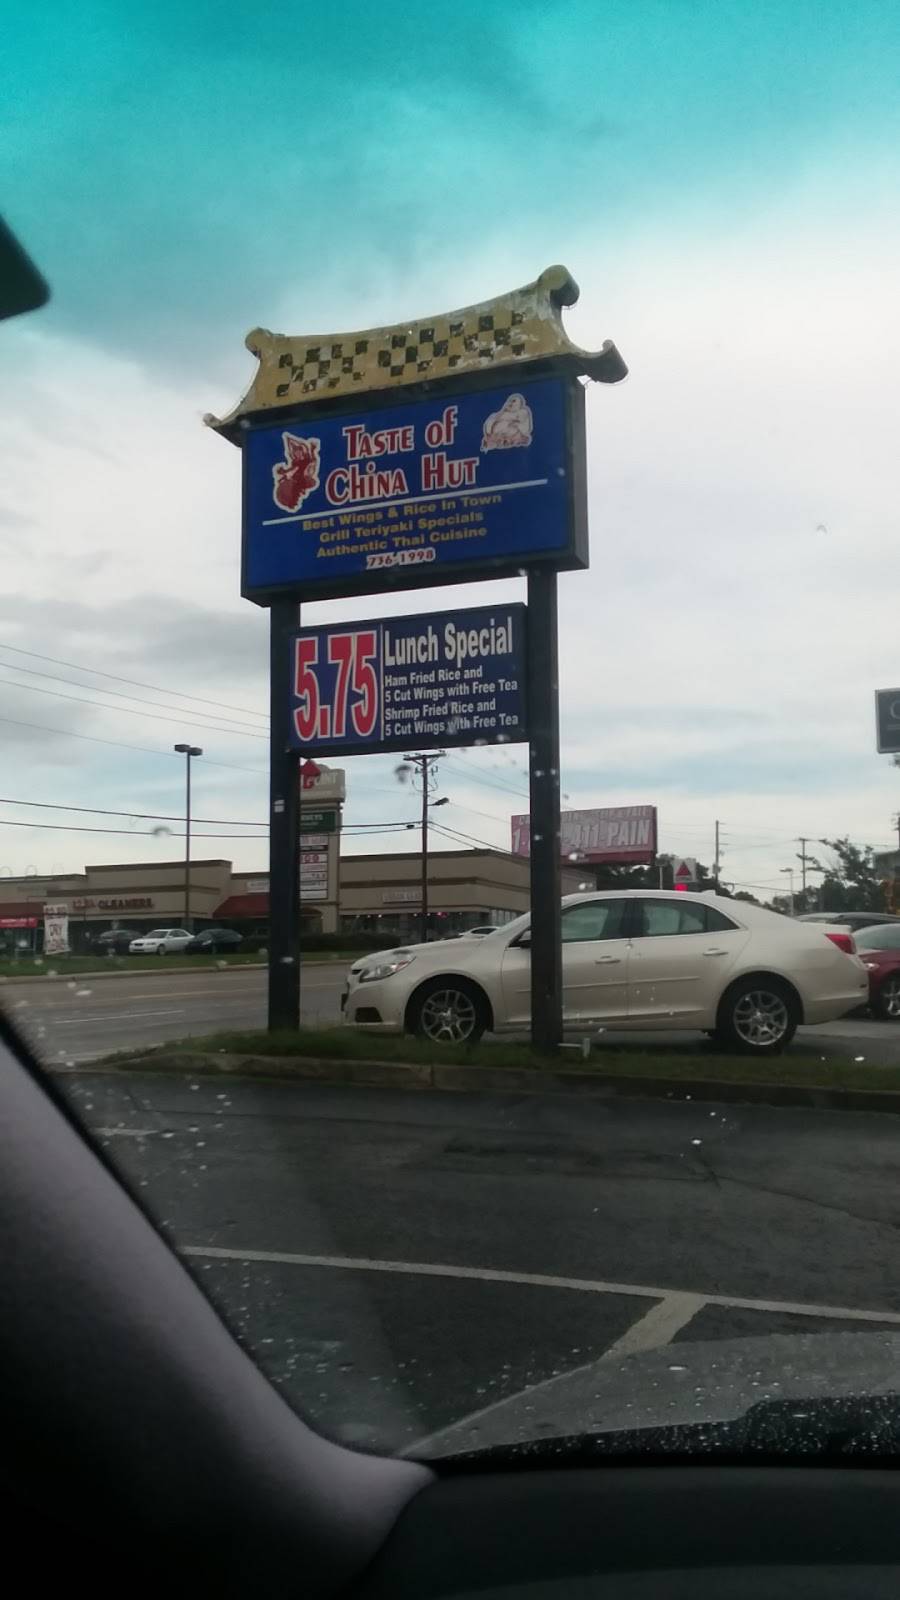 Taste of
China Hut
Best Wings & Rice In Town
Grill Teriyaki Specials
Authentic Thai Cuisine
736-1998
5.75
Lunch Special
Ham Fried Rice and
5 Cut Wings with Free Tea
Shrimp Fried Rice and
5 Cut Wings with Free Tea
411-PAIN
CLEANERS